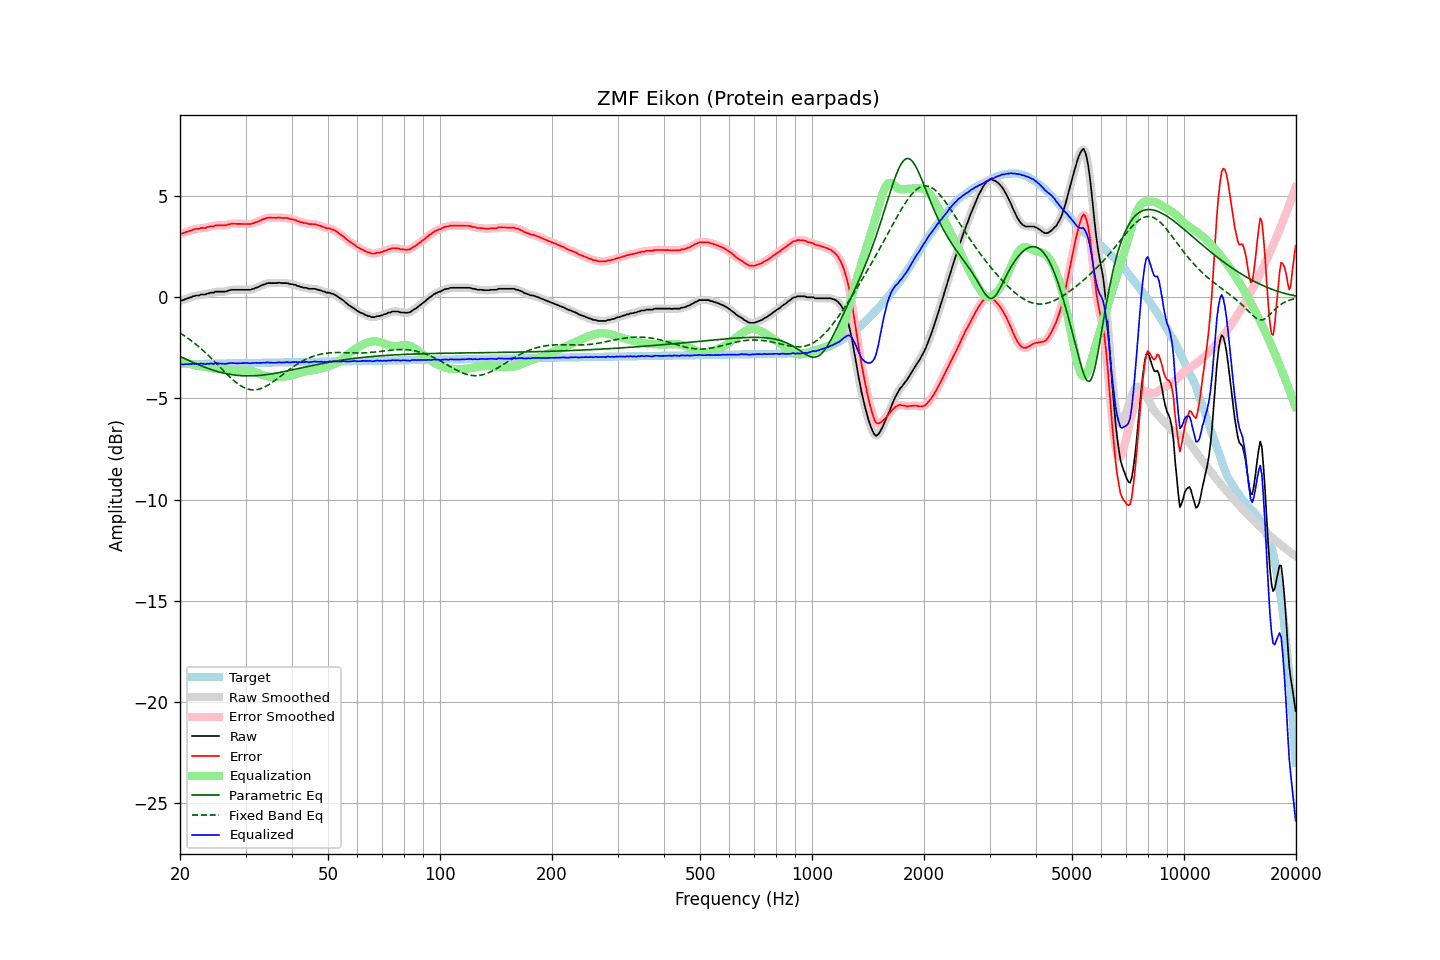 ZMF Eikon (Protein earpads)
Amplitude (dBr)
5
0
−5
−10
−15
−20
−25
Target
Raw Smoothed
Error Smoothed
Raw
Error
Equalization
Parametric Eq
Fixed Band Eq
Equalized
20 50 100 200 500 1000 2000 5000 10000 20000
Frequency (Hz)